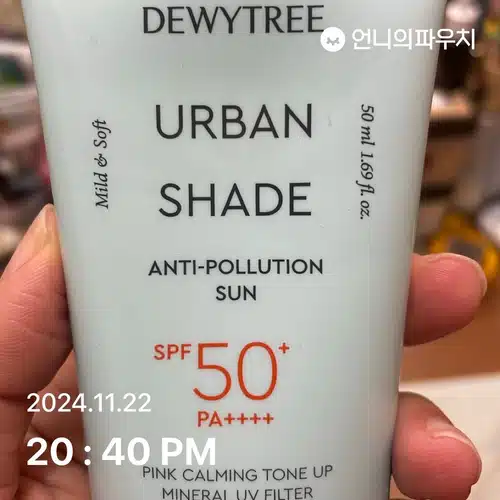 DEWYTREE
언니의파우치
URBAN
SHADE
Mild & Soft
50 ml 1.69 fl. oz.
ANTI-POLLUTION
SUN
SPF 50+
PA++++
2024.11.22
20 : 40 PM
PINK CALMING TONE UP
MINERAL UV FILTER